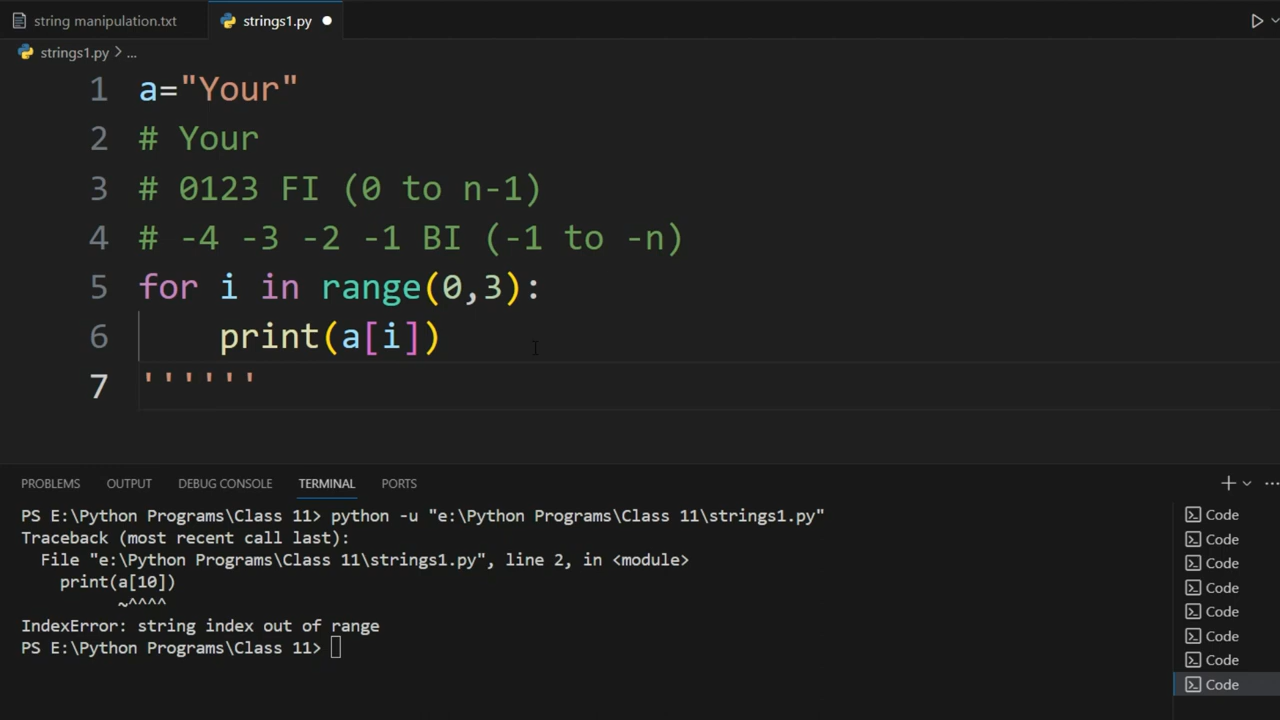 string manipulation.txt
strings1.py
strings1.py > ...
1 a="Your"
2 # Your
3 # 0123 FI (0 to n-1)
4 # -4 -3 -2 -1 BI (-1 to -n)
5 for i in range(0,3):
6     print(a[i])
7 ''''''
PROBLEMS OUTPUT DEBUG CONSOLE TERMINAL PORTS
PS E:\Python Programs\Class 11> python -u "e:\Python Programs\Class 11\strings1.py"
Traceback (most recent call last):
  File "e:\Python Programs\Class 11\strings1.py", line 2, in <module>
    print(a[10])
          ~^^^^
IndexError: string index out of range
PS E:\Python Programs\Class 11>
Code
Code
Code
Code
Code
Code
Code
Code